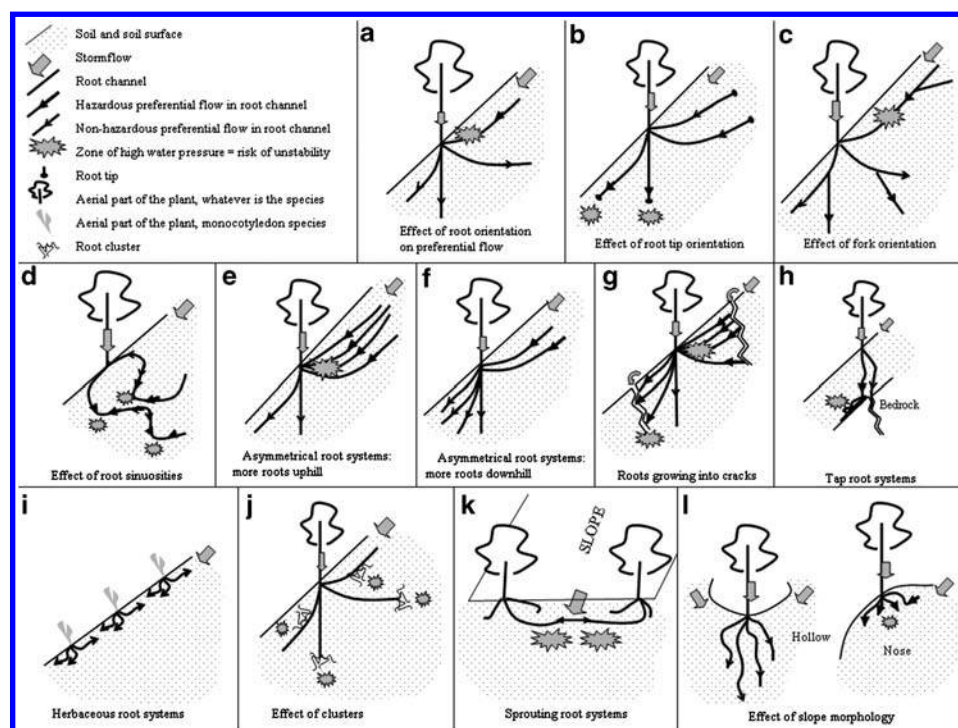 Soil and soil surface
Stormflow
Root channel
Hazardous preferential flow in root channel
Non-hazardous preferential flow in root channel
Zone of high water pressure = risk of unstability
Root tip
Aerial part of the plant, whatever is the species
Aerial part of the plant, monocotyledon species
Root cluster
a
Effect of root orientation
on preferential flow
b
Effect of root tip orientation
c
Effect of fork orientation
d
Effect of root sinuosities
e
Asymmetrical root systems:
more roots uphill
f
Asymmetrical root systems:
more roots downhill
g
Roots growing into cracks
h
Bedrock
Tap root systems
i
Herbaceous root systems
j
Effect of clusters
k
SLOPE
Sprouting root systems
l
Hollow
Nose
Effect of slope morphology